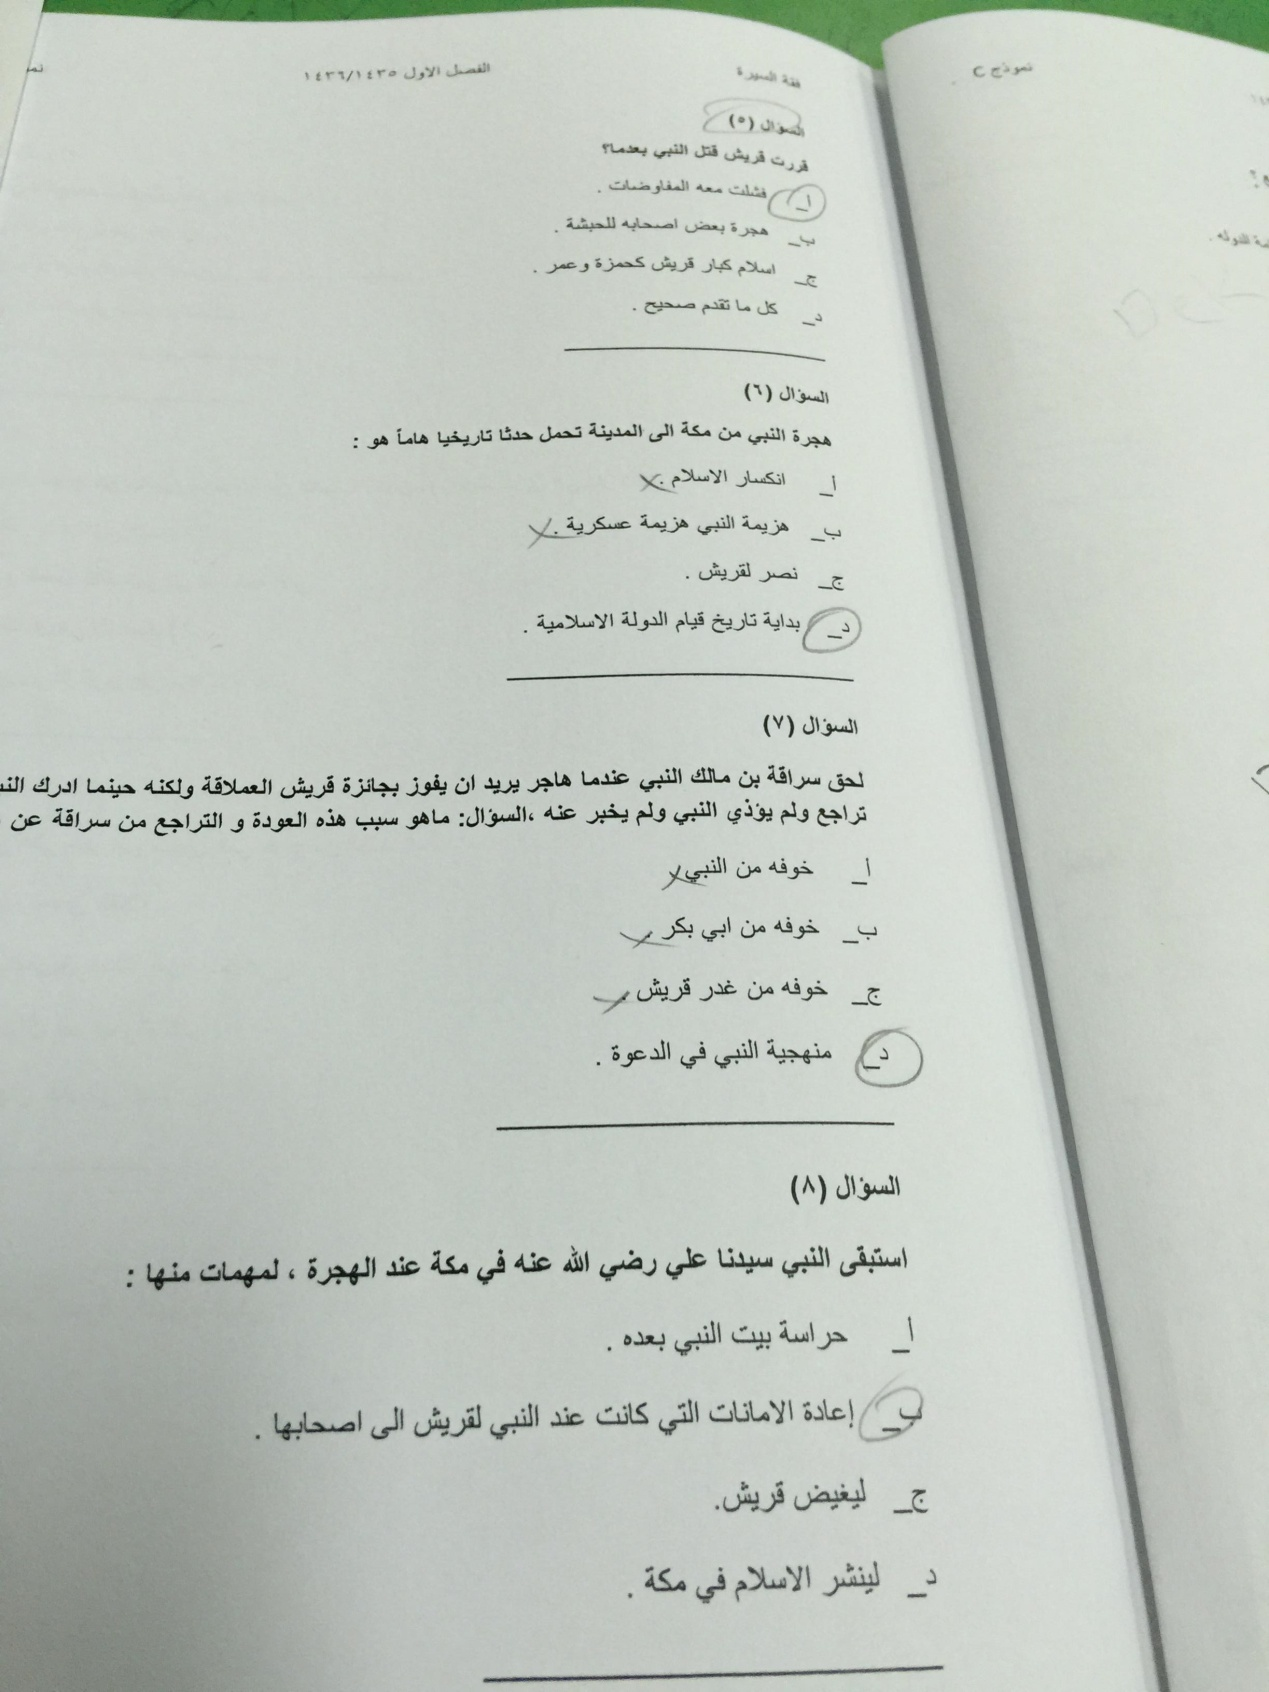 فقة السيرة الفصل الاول ١٤٣٦/١٤٣٥
السؤال (٥)
قررت قريش قتل النبي بعدما؟
أ_ فشلت معه المفاوضات .
ب_ هجرة بعض اصحابه للحبشة .
ج_ اسلام كبار قريش كحمزة وعمر .
د_ كل ما تقدم صحيح .
السؤال (٦)
هجرة النبي من مكة الى المدينة تحمل حدثا تاريخيا هاماً هو :
أ_ انكسار الاسلام .
ب_ هزيمة النبي هزيمة عسكرية .
ج_ نصر لقريش .
د_ بداية تاريخ قيام الدولة الاسلامية .
السؤال (٧)
لحق سراقة بن مالك النبي عندما هاجر يريد ان يفوز بجائزة قريش العملاقة ولكنه حينما ادرك
تراجع ولم يؤذي النبي ولم يخبر عنه ،السؤال: ماهو سبب هذه العودة و التراجع من سراقة عن
أ_ خوفه من النبي
ب_ خوفه من ابي بكر .
ج_ خوفه من غدر قريش .
د_ منهجية النبي في الدعوة .
السؤال (٨)
استبقى النبي سيدنا علي رضي الله عنه في مكة عند الهجرة ، لمهمات منها :
أ_ حراسة بيت النبي بعده .
ب_ إعادة الامانات التي كانت عند النبي لقريش الى اصحابها .
ج_ ليغيض قريش.
د_ لينشر الاسلام في مكة .
نموذج C
الدوله .